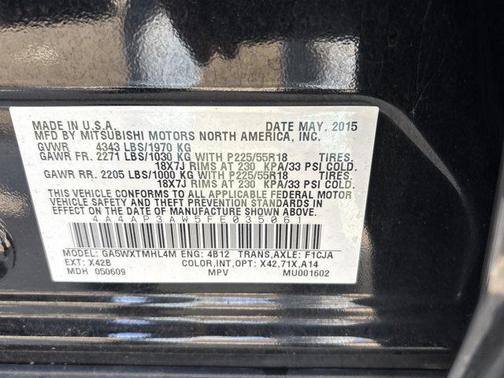 MADE IN U.S.A. DATE MAY, 2015
MFD BY MITSUBISHI MOTORS NORTH AMERICA, INC.
GVWR 4343 LBS/1970 KG
GAWR FR. 2271 LBS/1030 KG WITH P225/55R18 TIRES,
18X7J RIMS AT 230 KPA/33 PSI COLD.
GAWR RR. 2205 LBS/1000 KG WITH P225/55R18 TIRES,
18X7J RIMS AT 230 KPA/33 PSI COLD.
THIS VEHICLE CONFORMS TO ALL APPLICABLE FEDERAL MOTOR
VEHICLE SAFETY, BUMPER, AND THEFT PREVENTION STANDARDS
IN EFFECT ON THE DATE OF MANUFACTURE SHOWN ABOVE.
4A4AP3AW5FE035061
MODEL: GA5WXTMHL4M ENG: 4B12 TRANS,AXLE: F1CJA
EXT: X42B COLOR,INT,OPT: X42,71X,A14
MDH 050609 MPV MU001602